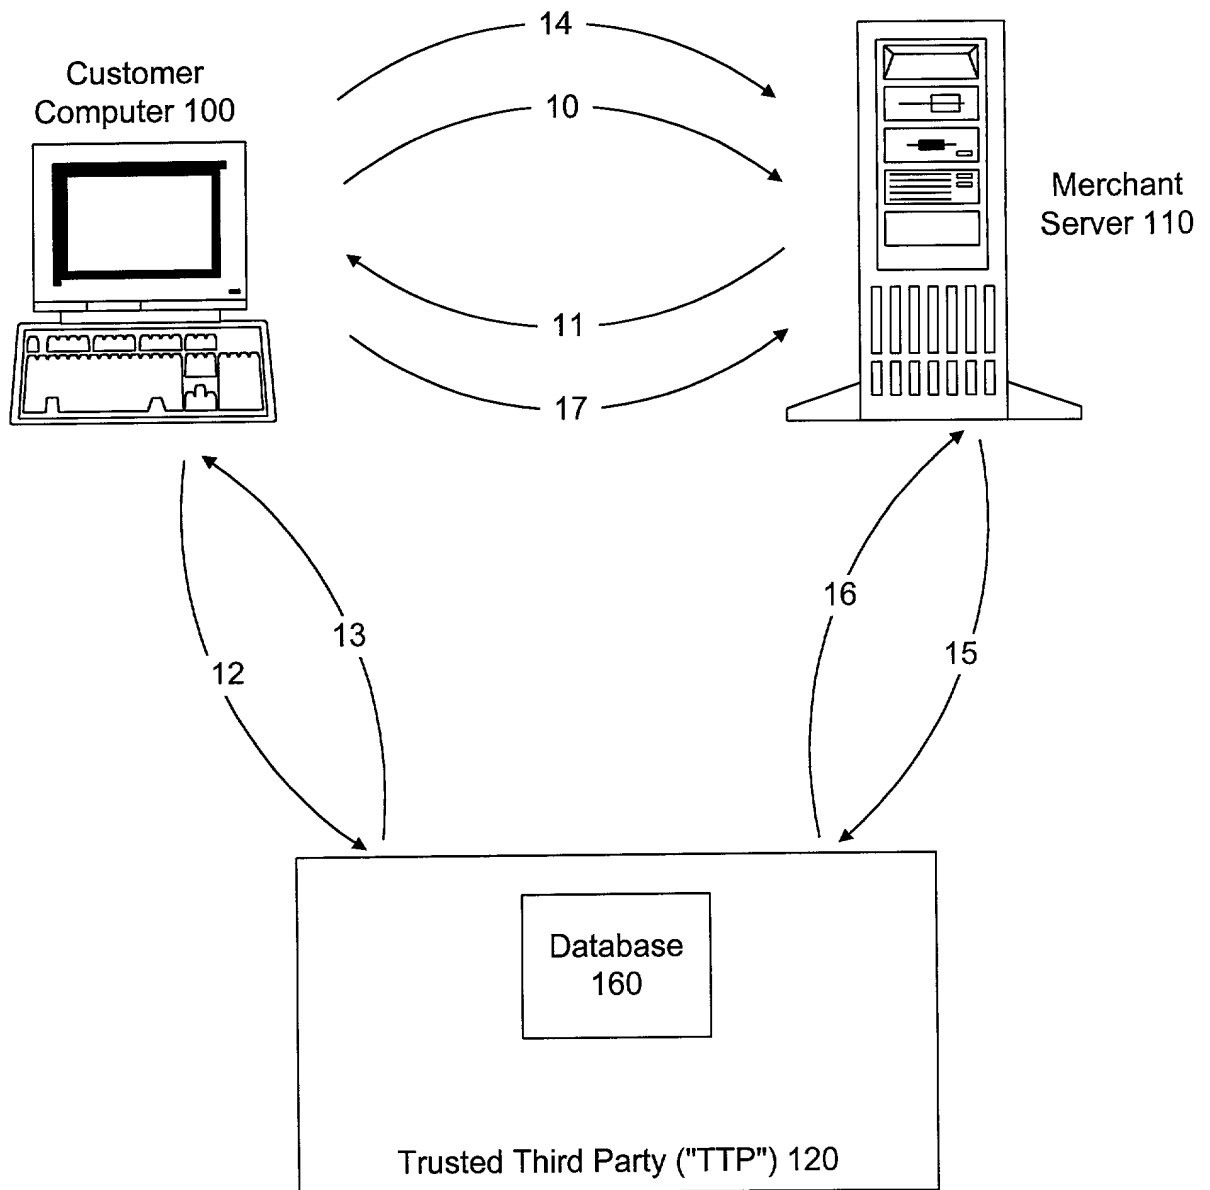 14
Customer
Computer 100
10
Merchant
Server 110
11
17
16
13
15
12
Database
160
Trusted Third Party ("TTP") 120